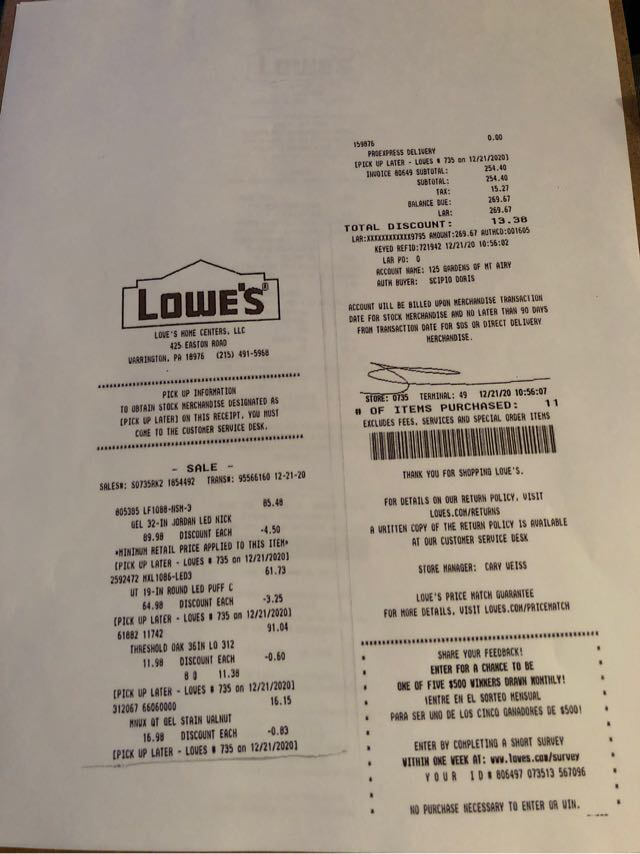 LOWE'S®
LOWE'S HOME CENTERS, LLC
425 EASTON ROAD
WARRINGTON, PA 18976 (215) 491-5968
PICK UP INFORMATION
TO OBTAIN STOCK MERCHANDISE DESIGNATED AS
[PICK UP LATER] ON THIS RECEIPT, YOU MUST
COME TO THE CUSTOMER SERVICE DESK.
- SALE -
SALES#: S0735RK2 1854492 TRANS#: 95566160 12-21-20
805385 LF1088-NSH-3 85.48
GEL 32-IN JORDAN LED NICK
89.98 DISCOUNT EACH -4.50
*MINIMUM RETAIL PRICE APPLIED TO THIS ITEM*
[PICK UP LATER - LOWES # 735 on 12/21/2020]
2592472 MXL1086-LED3 61.73
UT 19-IN ROUND LED PUFF C
64.98 DISCOUNT EACH -3.25
[PICK UP LATER - LOWES # 735 on 12/21/2020]
61882 11742 91.04
THRESHOLD OAK 36IN LO 312
11.98 DISCOUNT EACH -0.60
8 @ 11.38
[PICK UP LATER - LOWES # 735 on 12/21/2020]
312067 66060000 16.15
MNWX QT GEL STAIN WALNUT
16.98 DISCOUNT EACH -0.83
[PICK UP LATER - LOWES # 735 on 12/21/2020]
159876 0.00
PROEXPRESS DELIVERY
[PICK UP LATER - LOWES # 735 on 12/21/2020]
INVOICE 80649 SUBTOTAL: 254.40
SUBTOTAL: 254.40
TAX: 15.27
BALANCE DUE: 269.67
LAR: 269.67
TOTAL DISCOUNT: 13.38
LAR:XXXXXXXXXXXX9795 AMOUNT:269.67 AUTHCD:001605
KEYED REFID:721942 12/21/20 10:56:02
LAR PO: 0
ACCOUNT NAME: 125 GARDENS OF MT AIRY
AUTH BUYER: SCIPIO DORIS
ACCOUNT WILL BE BILLED UPON MERCHANDISE TRANSACTION
DATE FOR STOCK MERCHANDISE AND NO LATER THAN 90 DAYS
FROM TRANSACTION DATE FOR SOS OR DIRECT DELIVERY
MERCHANDISE.
STORE: 0735 TERMINAL: 49 12/21/20 10:56:07
# OF ITEMS PURCHASED: 11
EXCLUDES FEES, SERVICES AND SPECIAL ORDER ITEMS
THANK YOU FOR SHOPPING LOWE'S.
FOR DETAILS ON OUR RETURN POLICY, VISIT
LOWES.COM/RETURNS
A WRITTEN COPY OF THE RETURN POLICY IS AVAILABLE
AT OUR CUSTOMER SERVICE DESK
STORE MANAGER: CARY WEISS
LOWE'S PRICE MATCH GUARANTEE
FOR MORE DETAILS, VISIT LOWES.COM/PRICEMATCH
SHARE YOUR FEEDBACK!
ENTER FOR A CHANCE TO BE
ONE OF FIVE $500 WINNERS DRAWN MONTHLY!
¡ENTRE EN EL SORTEO MENSUAL
PARA SER UNO DE LOS CINCO GANADORES DE $500!
ENTER BY COMPLETING A SHORT SURVEY
WITHIN ONE WEEK AT: www.lowes.com/survey
Y O U R I D # 806497 073513 567096
NO PURCHASE NECESSARY TO ENTER OR WIN.